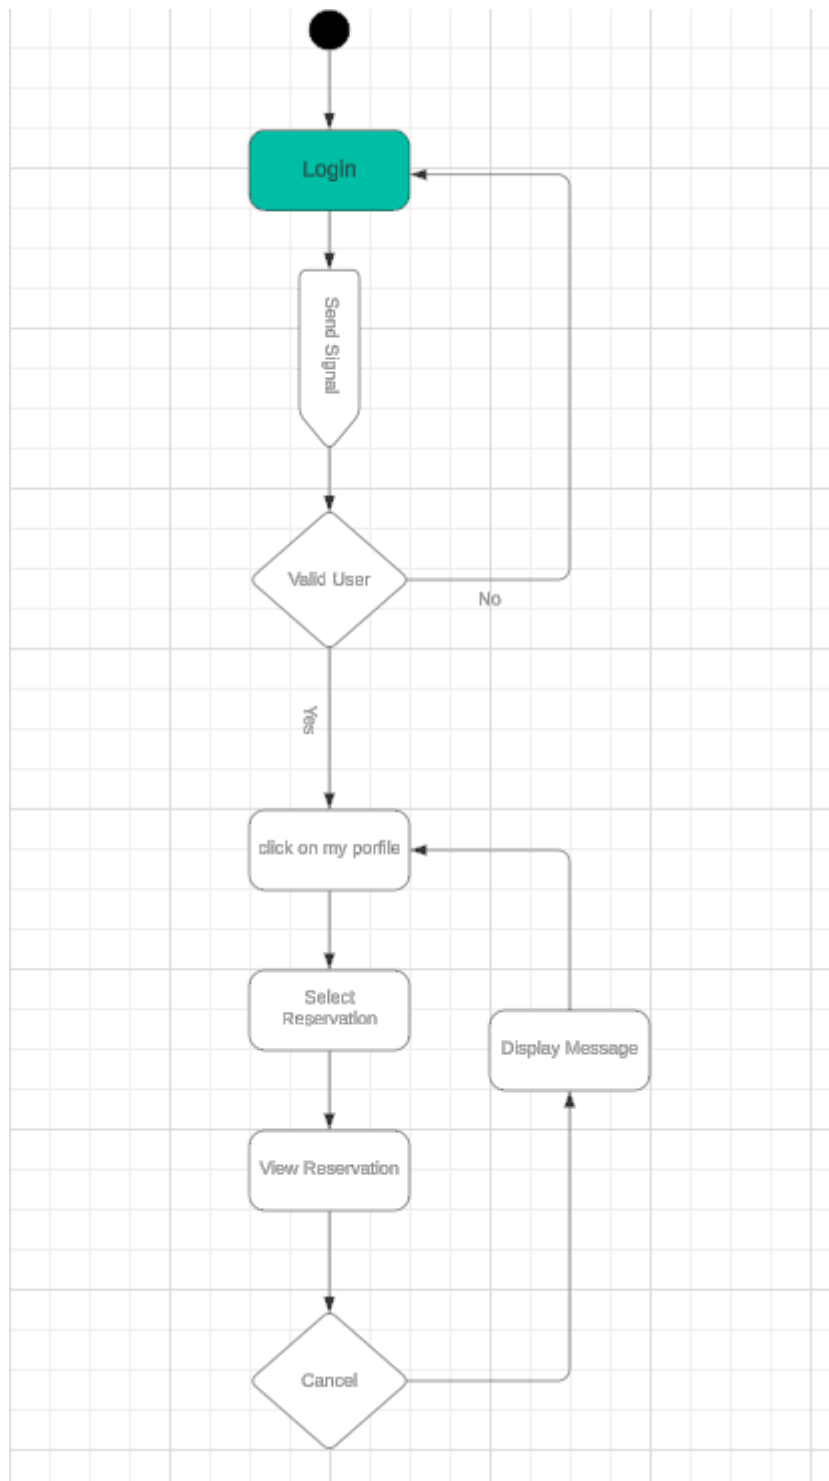 Login
Send Signal
Valid User
No
Yes
click on my porfile
Select
Reservation
Display Message
View Reservation
Cancel